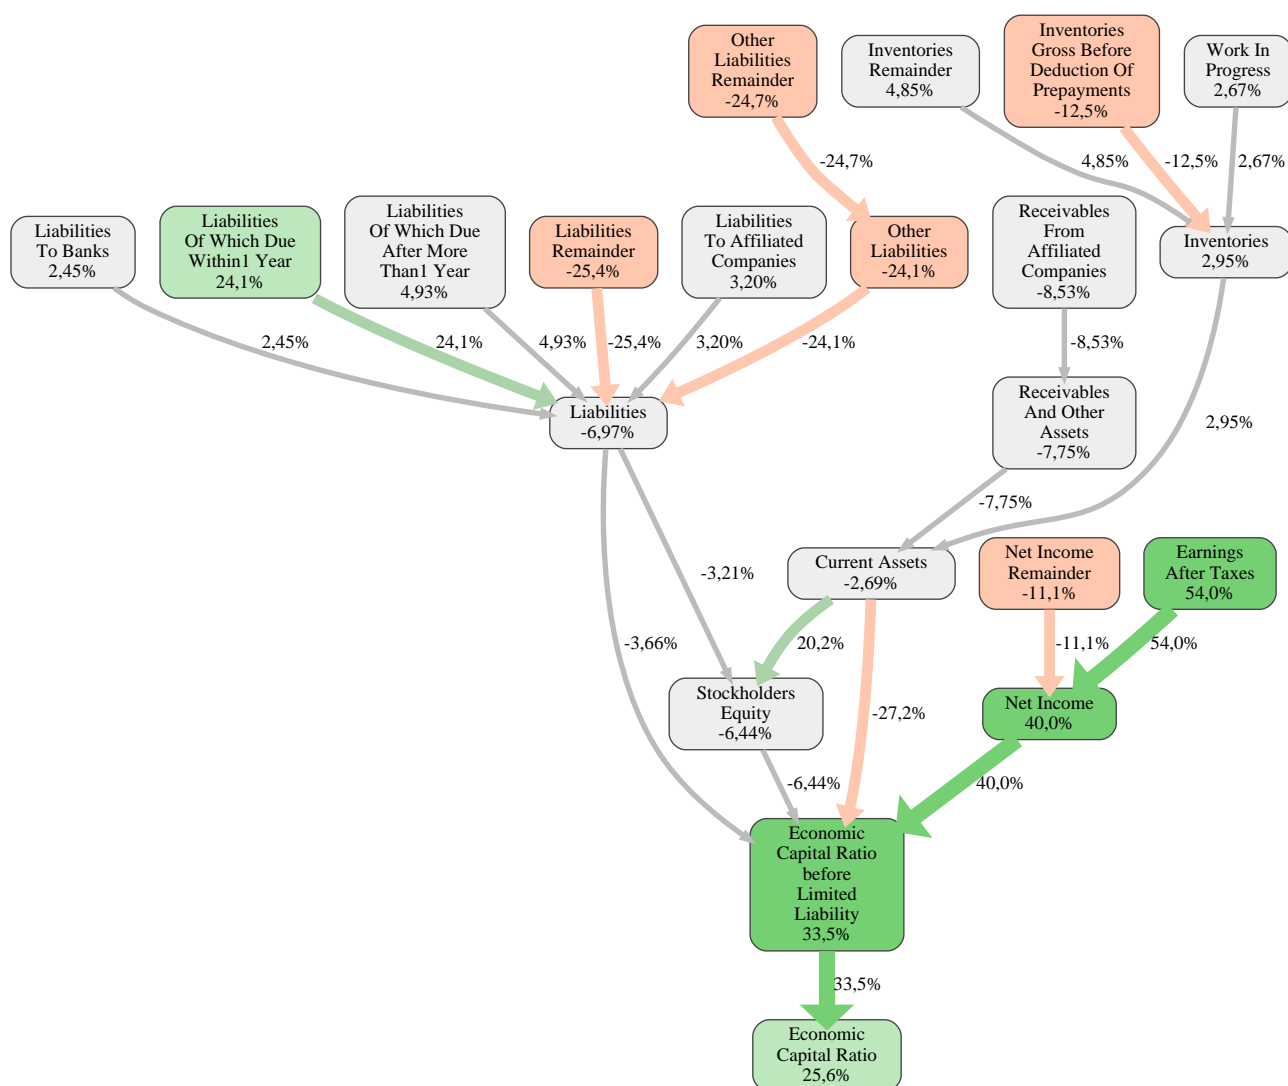 Other
Liabilities
Remainder
-24,7%
Inventories
Remainder
4,85%
Inventories
Gross Before
Deduction Of
Prepayments
-12,5%
Work In
Progress
2,67%
-24,7%
4,85%
-12,5%
2,67%
Liabilities
To Banks
2,45%
Liabilities
Of Which Due
Within1 Year
24,1%
Liabilities
Of Which Due
After More
Than1 Year
4,93%
Liabilities
Remainder
-25,4%
Liabilities
To Affiliated
Companies
3,20%
Other
Liabilities
-24,1%
Receivables
From
Affiliated
Companies
-8,53%
Inventories
2,95%
2,45%
24,1%
4,93%
-25,4%
3,20%
-24,1%
-8,53%
Liabilities
-6,97%
Receivables
And Other
Assets
-7,75%
2,95%
-7,75%
Current Assets
-2,69%
Net Income
Remainder
-11,1%
Earnings
After Taxes
54,0%
-3,21%
-3,66%
20,2%
-11,1%
54,0%
Stockholders
Equity
-6,44%
-27,2%
Net Income
40,0%
-6,44%
40,0%
Economic
Capital Ratio
before
Limited
Liability
33,5%
33,5%
Economic
Capital Ratio
25,6%